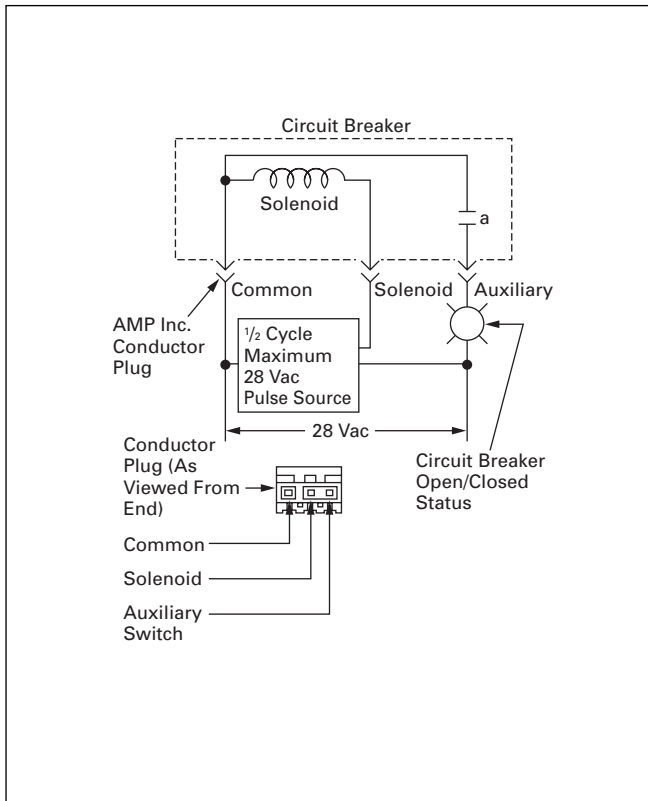 Circuit Breaker
Solenoid
a
Common
Solenoid
Auxiliary
AMP Inc.
Conductor
Plug
1/2 Cycle
Maximum
28 Vac
Pulse Source
28 Vac
Conductor
Plug (As
Viewed From
End)
Circuit Breaker
Open/Closed
Status
Common
Solenoid
Auxiliary
Switch